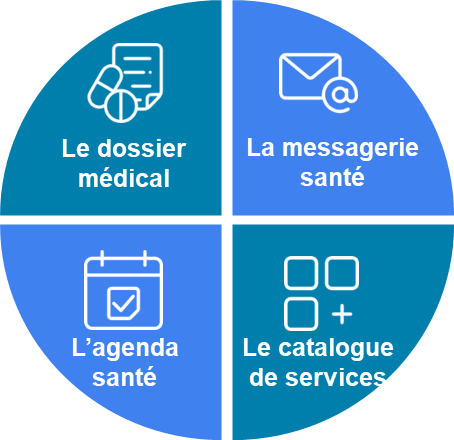 Le dossier
médical
La messagerie
santé
L’agenda
santé
Le catalogue
de services